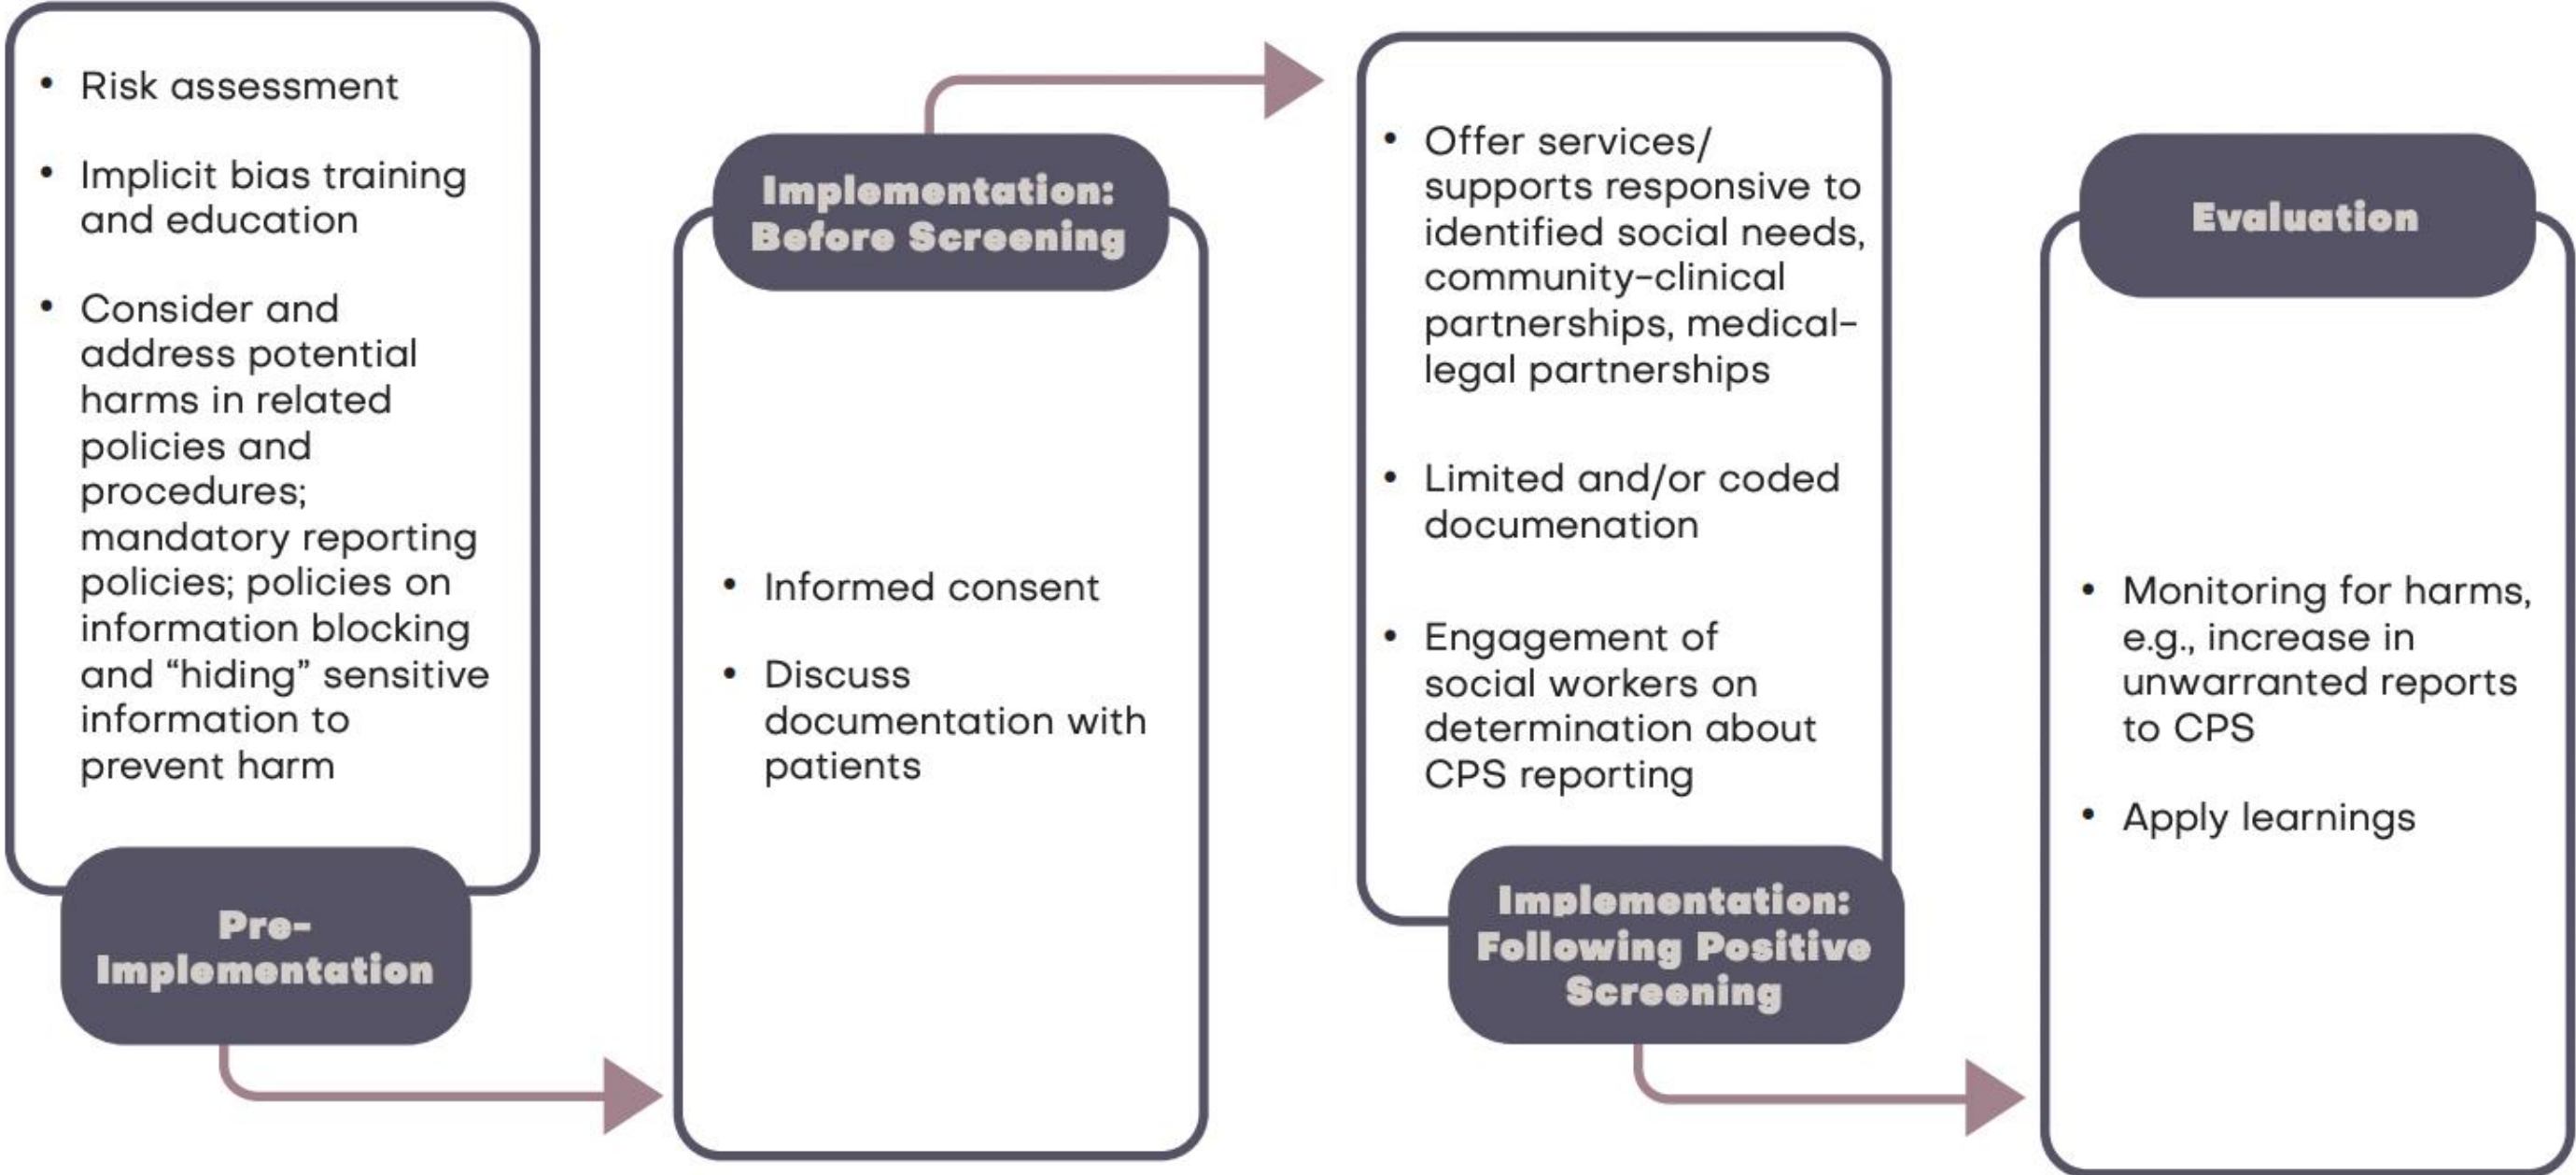 • Risk assessment
• Implicit bias training
and education
• Consider and
address potential
harms in related
policies and
procedures;
mandatory reporting
policies; policies on
information blocking
and “hiding” sensitive
information to
prevent harm
Pre-
Implementation
Implementation:
Before Screening
• Informed consent
• Discuss
documentation with
patients
• Offer services/
supports responsive to
identified social needs,
community-clinical
partnerships, medical-
legal partnerships
• Limited and/or coded
documenation
• Engagement of
social workers on
determination about
CPS reporting
Implementation:
Following Positive
Screening
Evaluation
• Monitoring for harms,
e.g., increase in
unwarranted reports
to CPS
• Apply learnings